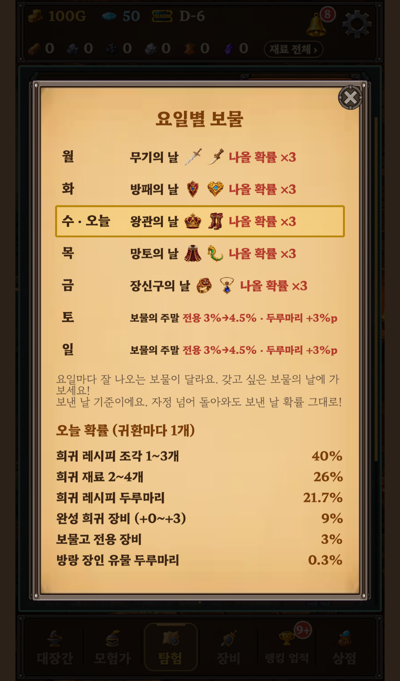 100G 50 D-6 8
0 0 0 0 0 0 재료 전체 ›
요일별 보물
월 무기의 날 나올 확률 ×3
화 방패의 날 나올 확률 ×3
수 · 오늘 왕관의 날 나올 확률 ×3
목 망토의 날 나올 확률 ×3
금 장신구의 날 나올 확률 ×3
토 보물의 주말 전용 3%→4.5% · 두루마리 +3%p
일 보물의 주말 전용 3%→4.5% · 두루마리 +3%p
요일마다 잘 나오는 보물이 달라요. 갖고 싶은 보물의 날에 가
보세요!
보낸 날 기준이에요. 자정 넘어 돌아와도 보낸 날 확률 그대로!
오늘 확률 (귀환마다 1개)
희귀 레시피 조각 1~3개 40%
희귀 재료 2~4개 26%
희귀 레시피 두루마리 21.7%
완성 희귀 장비 (+0~+3) 9%
보물고 전용 장비 3%
방랑 장인 유물 두루마리 0.3%
9+
대장간 모험가 탐험 장비 랭킹·업적 상점